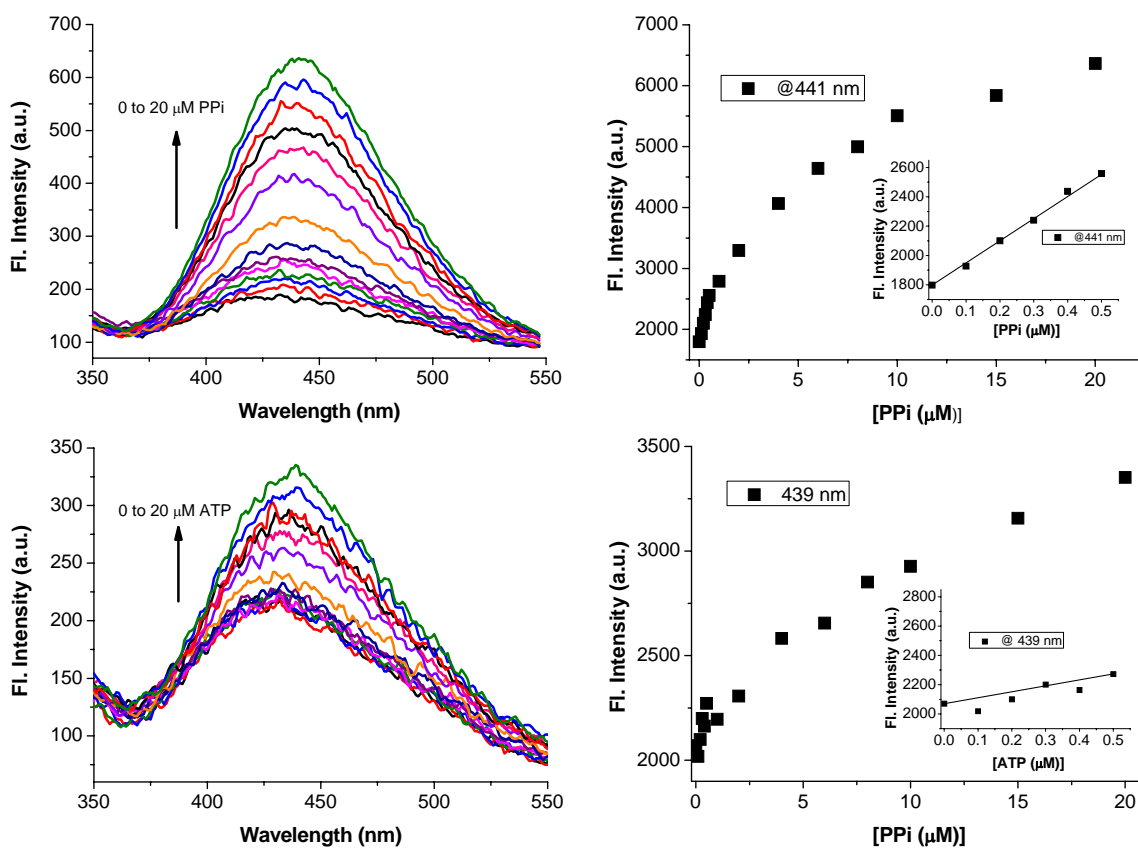 700
600
500
400
300
200
100
350 400 450 500 550
Fl. Intensity (a.u.)
Wavelength (nm)
0 to 20 μM PPi
7000
6000
5000
4000
3000
2000
0 5 10 15 20
Fl. Intensity (a.u.)
[PPi (μM)]
@441 nm
2600
2400
2200
2000
1800
0.0 0.1 0.2 0.3 0.4 0.5
Fl. Intensity (a.u.)
[PPi (μM)]
@441 nm
350
300
250
200
150
100
350 400 450 500 550
Fl. Intensity (a.u.)
Wavelength (nm)
0 to 20 μM ATP
3500
3000
2500
2000
0 5 10 15 20
Fl. Intensity (a.u.)
[PPi (μM)]
439 nm
2800
2600
2400
2200
2000
0.0 0.1 0.2 0.3 0.4 0.5
Fl. Intensity (a.u.)
[ATP (μM)]
@ 439 nm